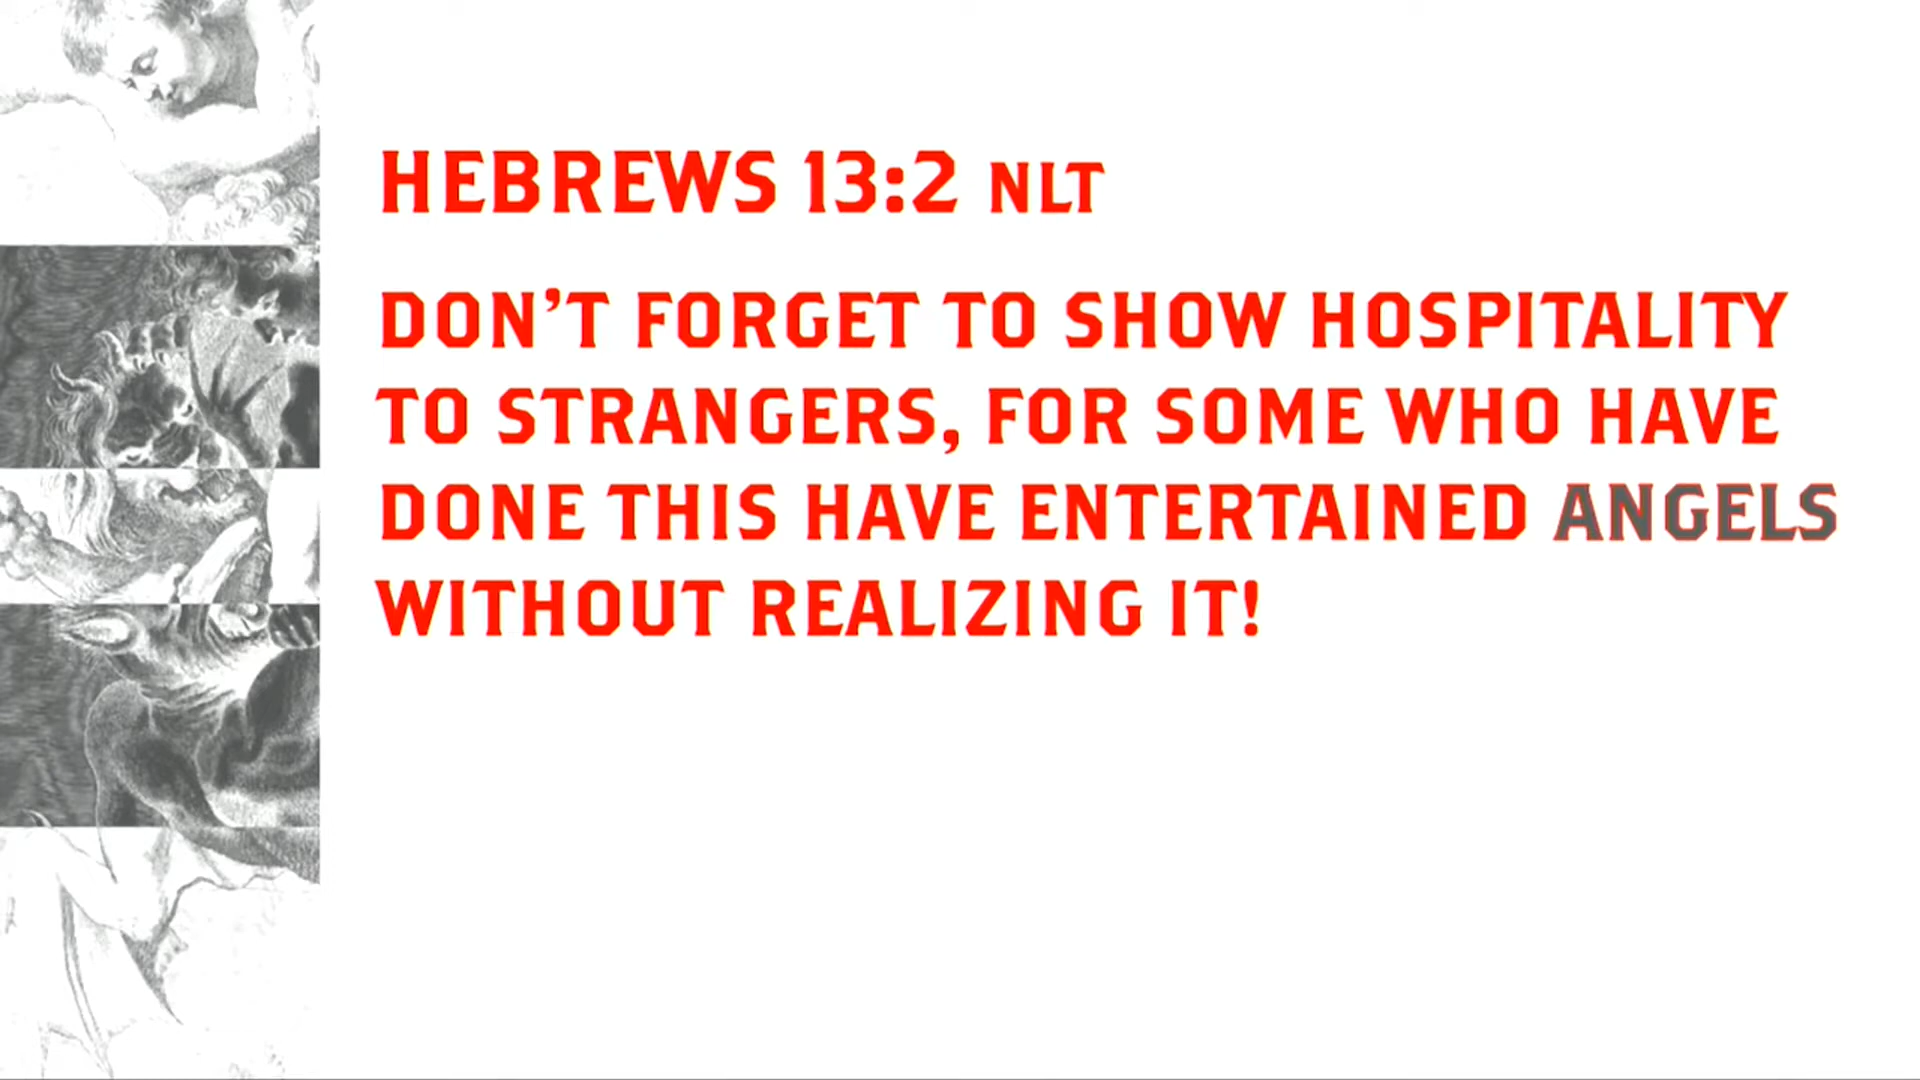 HEBREWS 13:2 NLT
DON’T FORGET TO SHOW HOSPITALITY
TO STRANGERS, FOR SOME WHO HAVE
DONE THIS HAVE ENTERTAINED ANGELS
WITHOUT REALIZING IT!